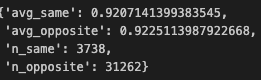 {'avg_same': 0.9207141399383545,
'avg_opposite': 0.9225113987922668,
'n_same': 3738,
'n_opposite': 31262}